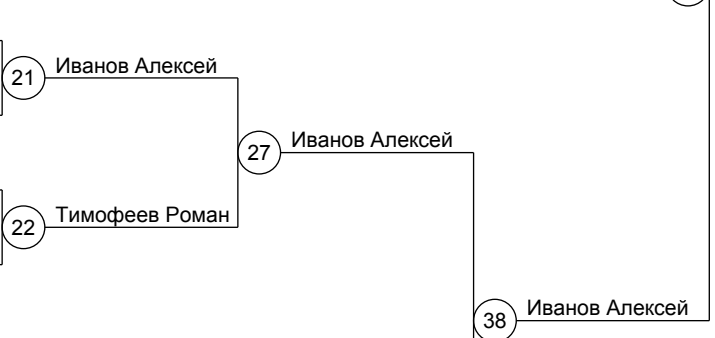 Иванов Алексей
21
Иванов Алексей
27
Тимофеев Роман
22
Иванов Алексей
38